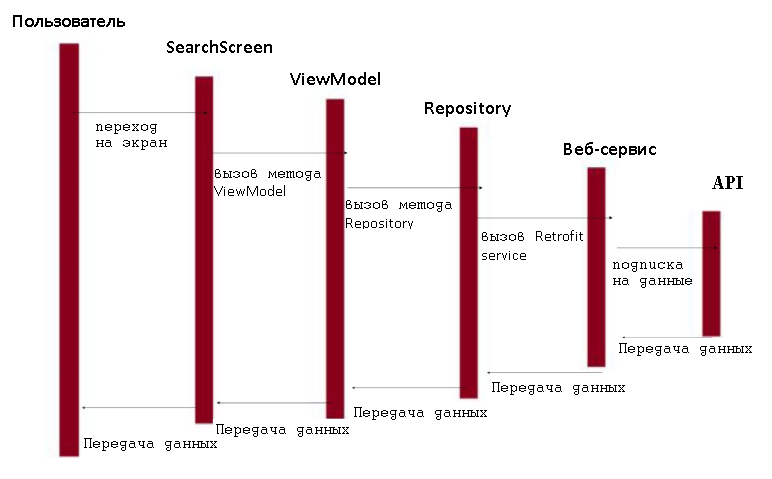 Пользователь
SearchScreen
ViewModel
Repository
Веб-сервис
API
переход
на экран
вызов метода
ViewModel
вызов метода
Repository
вызов Retrofit
service
подписка
на данные
Передача данных
Передача данных
Передача данных
Передача данных
Передача данных